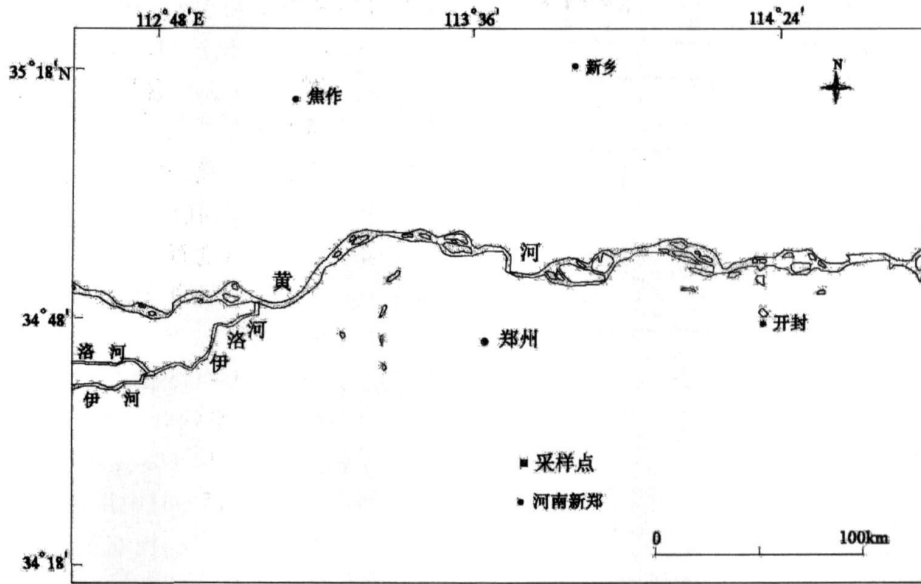 112°48′E
113°36′
114°24′
35°18′N
新乡
N
焦作
河
黄
34°48′
开封
洛河
郑州
洛河
伊
伊河
采样点
河南新郑
0
100km
34°18′